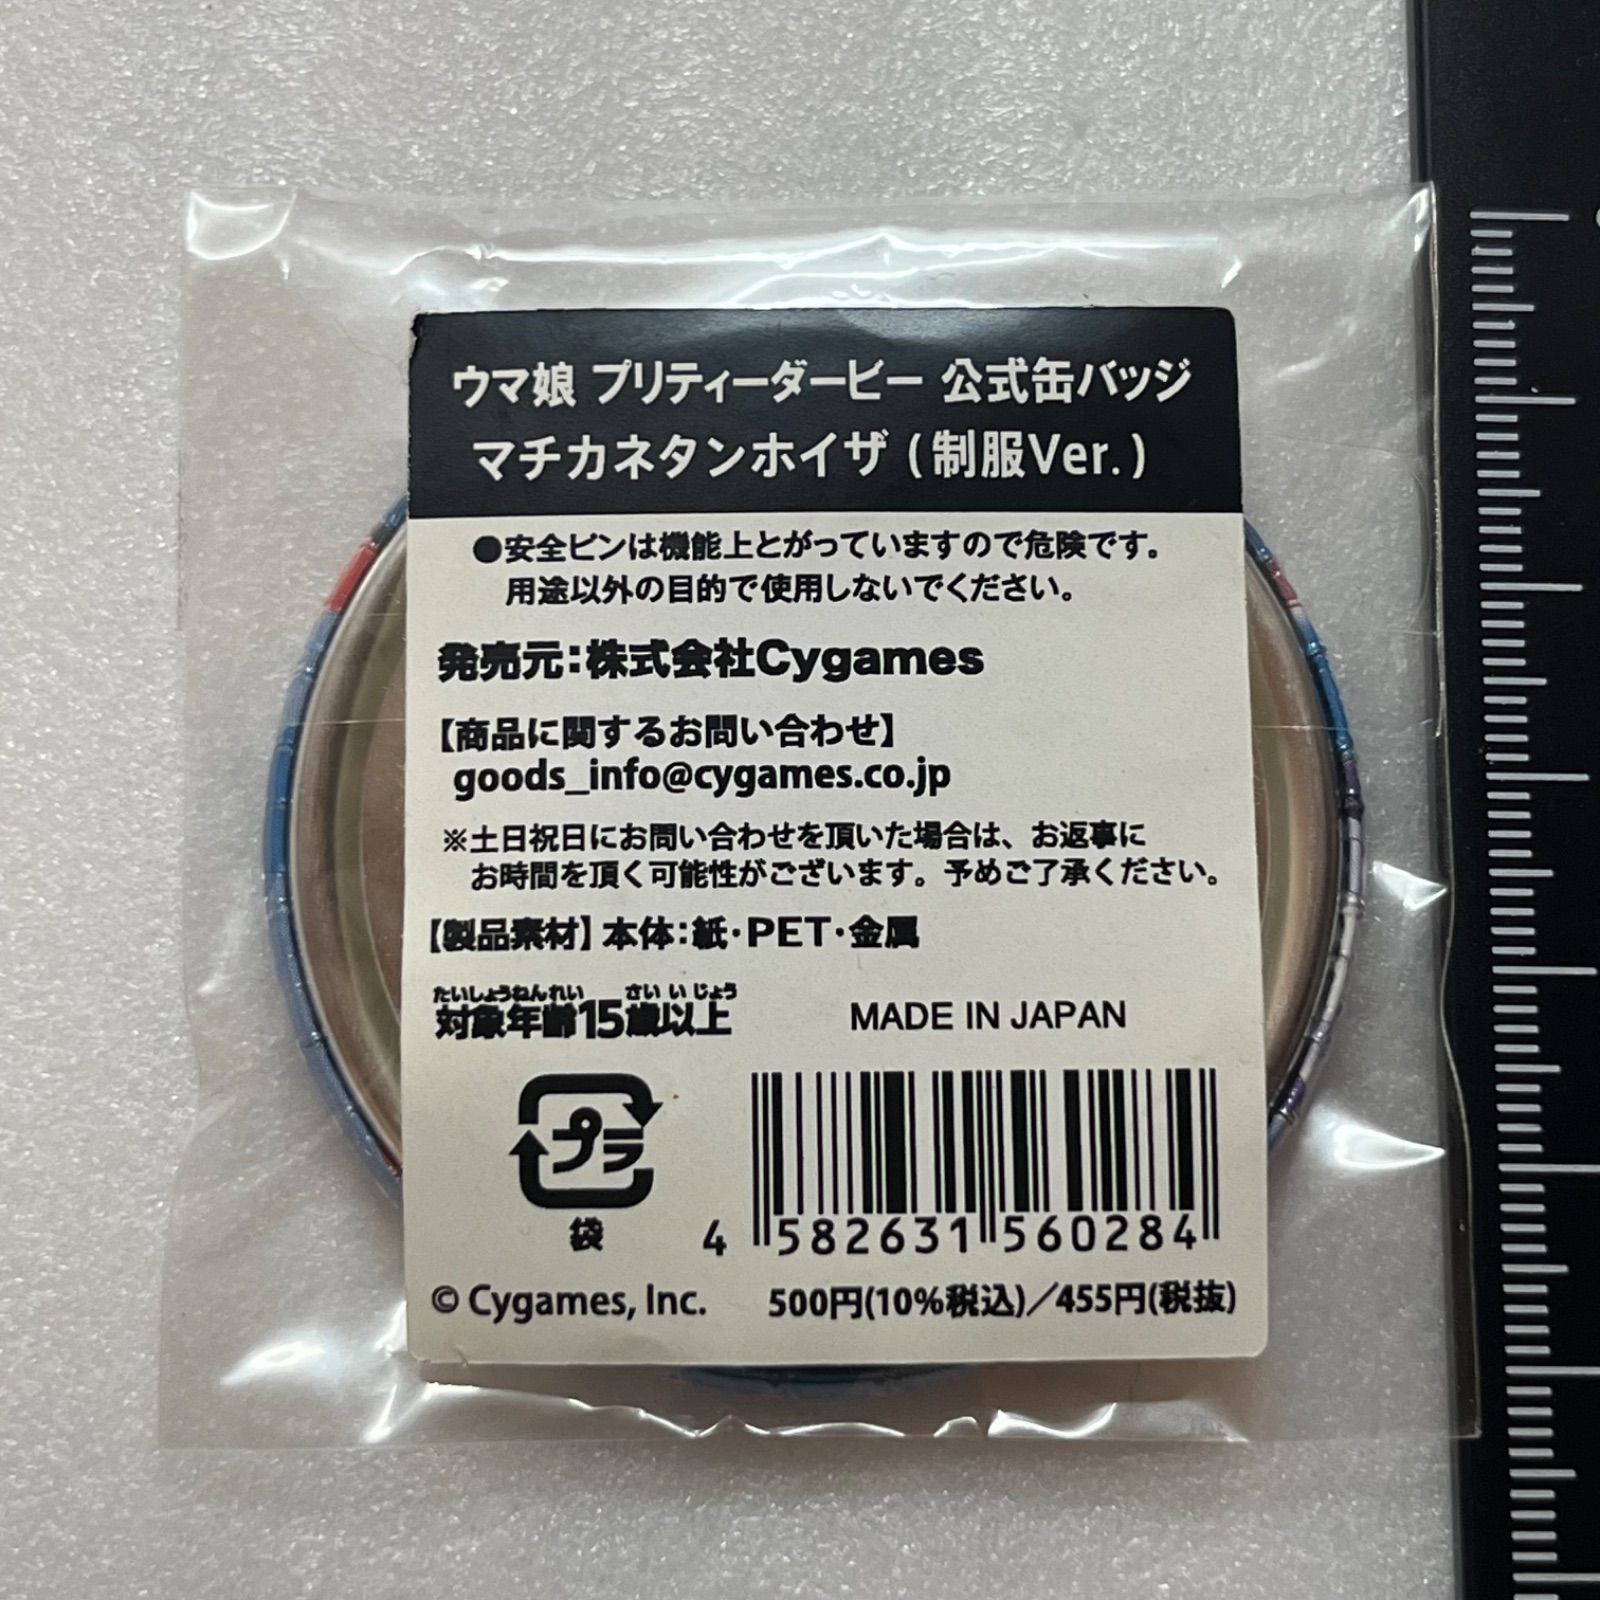 ウマ娘 プリティーダービー 公式缶バッジ
マチカネタンホイザ（制服Ver.）
●安全ピンは機能上とがっていますので危険です。
用途以外の目的で使用しないでください。
発売元：株式会社Cygames
【商品に関するお問い合わせ】
goods_info@cygames.co.jp
※土日祝日にお問い合わせを頂いた場合は、お返事に
お時間を頂く可能性がございます。予めご了承ください。
【製品素材】本体：紙・PET・金属
たいしょうねんれい さい いじょう
対象年齢15歳以上
MADE IN JAPAN
プラ
袋
4 582631 560284
© Cygames, Inc.
500円(10%税込)／455円(税抜)